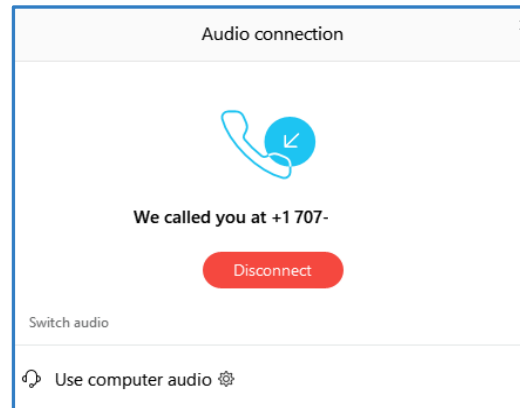 Audio connection
We called you at +1 707-
Disconnect
Switch audio
Use computer audio